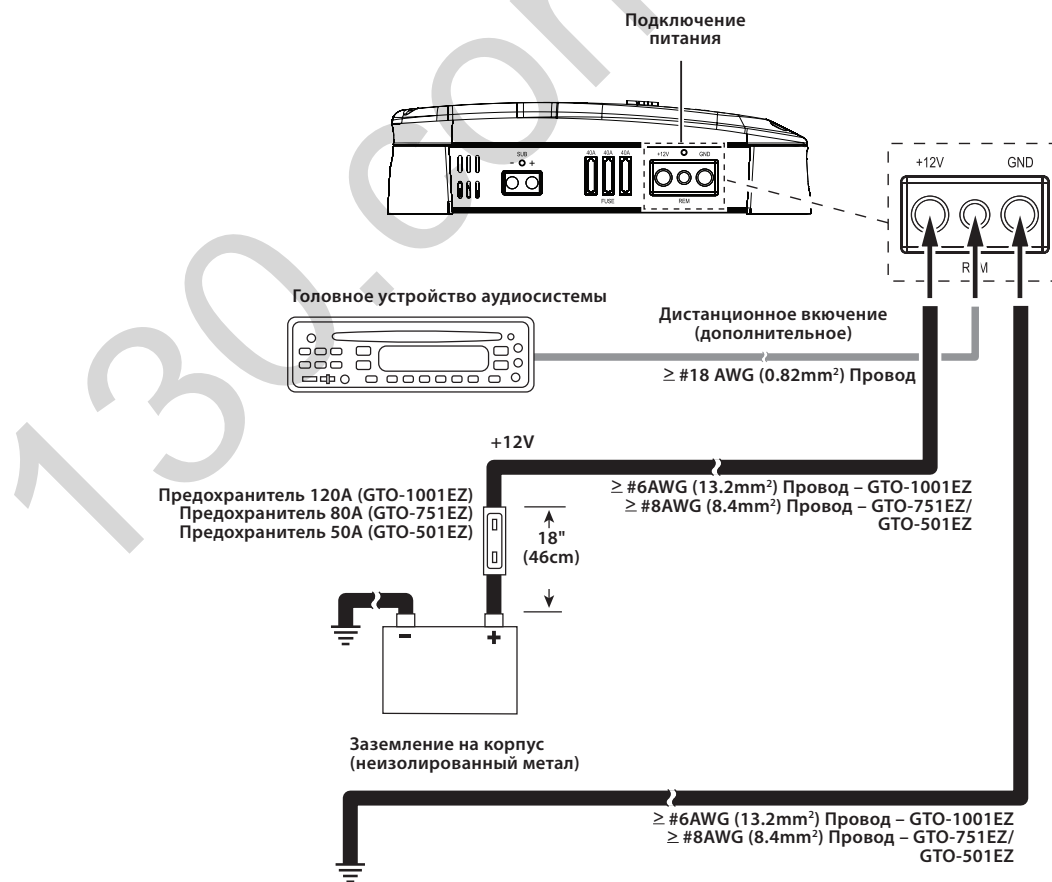 Подключение
питания
SUB
- +
40A 40A 40A
FUSE
+12V GND
REM
+12V GND
REM
Головное устройство аудиосистемы
Дистанционное вкючение
(дополнительное)
≥ #18 AWG (0.82mm²) Провод
+12V
≥ #6AWG (13.2mm²) Провод – GTO-1001EZ
≥ #8AWG (8.4mm²) Провод – GTO-751EZ/
GTO-501EZ
Предохранитель 120A (GTO-1001EZ)
Предохранитель 80A (GTO-751EZ)
Предохранитель 50A (GTO-501EZ)
18"
(46cm)
- +
Заземление на корпус
(неизолированный метал)
≥ #6AWG (13.2mm²) Провод – GTO-1001EZ
≥ #8AWG (8.4mm²) Провод – GTO-751EZ/
GTO-501EZ
130.com